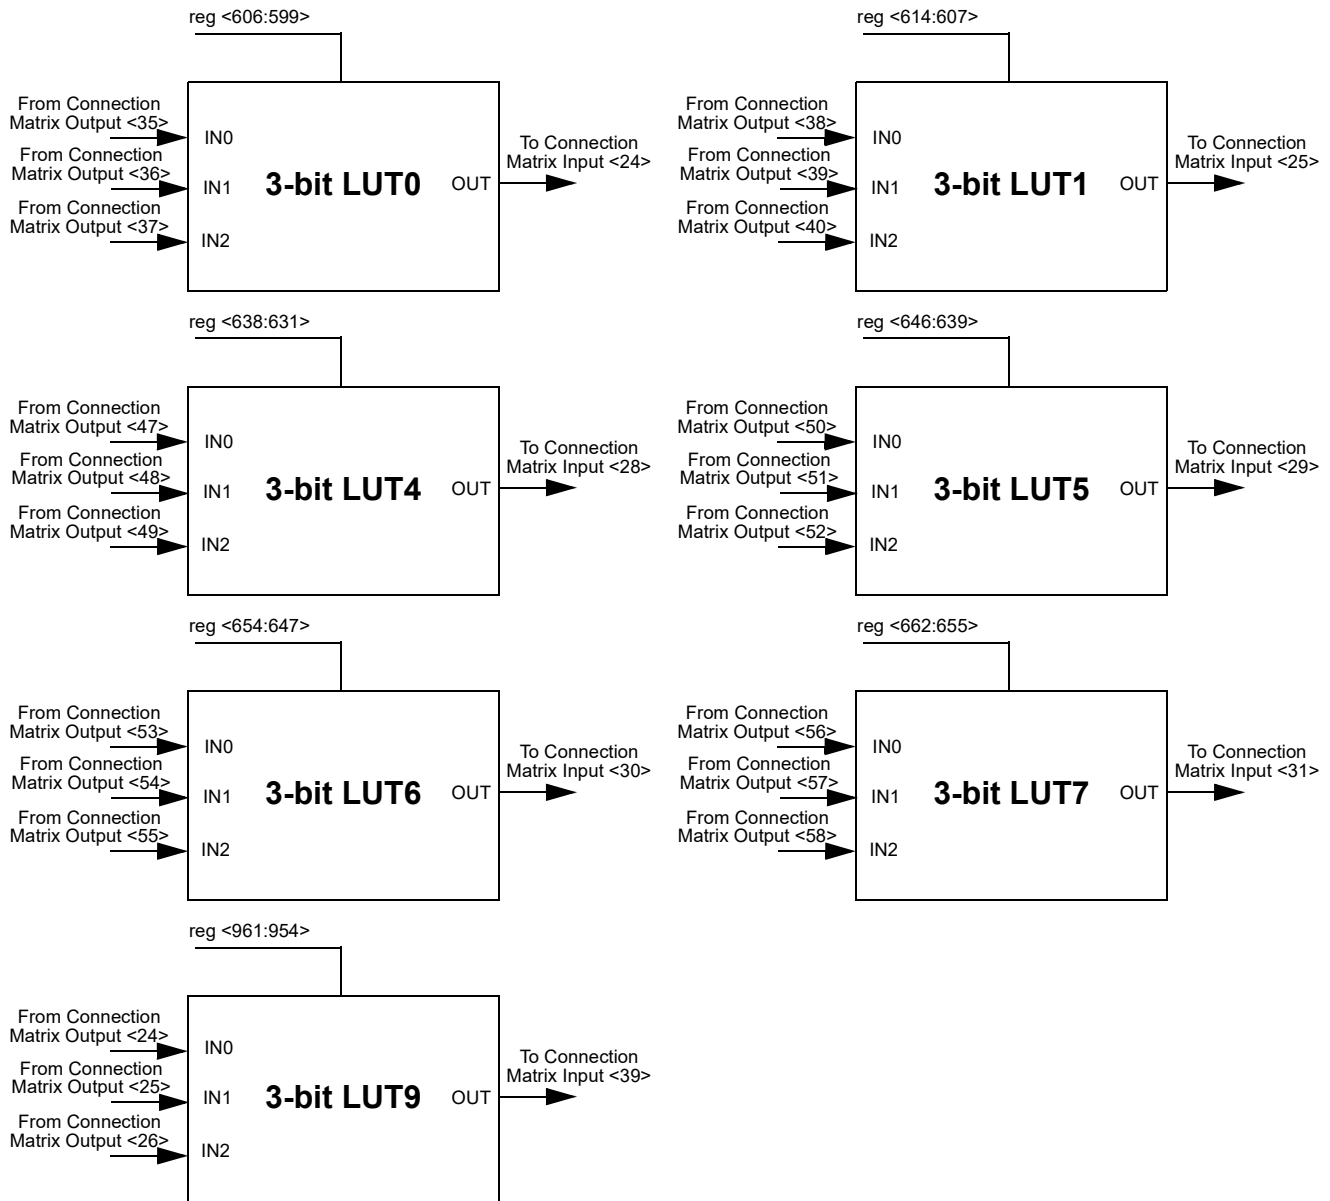 reg <606:599>
From Connection
Matrix Output <35>
IN0
From Connection
Matrix Output <36>
IN1
From Connection
Matrix Output <37>
IN2
3-bit LUT0
OUT
To Connection
Matrix Input <24>
reg <614:607>
From Connection
Matrix Output <38>
IN0
From Connection
Matrix Output <39>
IN1
From Connection
Matrix Output <40>
IN2
3-bit LUT1
OUT
To Connection
Matrix Input <25>
reg <638:631>
From Connection
Matrix Output <47>
IN0
From Connection
Matrix Output <48>
IN1
From Connection
Matrix Output <49>
IN2
3-bit LUT4
OUT
To Connection
Matrix Input <28>
reg <646:639>
From Connection
Matrix Output <50>
IN0
From Connection
Matrix Output <51>
IN1
From Connection
Matrix Output <52>
IN2
3-bit LUT5
OUT
To Connection
Matrix Input <29>
reg <654:647>
From Connection
Matrix Output <53>
IN0
From Connection
Matrix Output <54>
IN1
From Connection
Matrix Output <55>
IN2
3-bit LUT6
OUT
To Connection
Matrix Input <30>
reg <662:655>
From Connection
Matrix Output <56>
IN0
From Connection
Matrix Output <57>
IN1
From Connection
Matrix Output <58>
IN2
3-bit LUT7
OUT
To Connection
Matrix Input <31>
reg <961:954>
From Connection
Matrix Output <24>
IN0
From Connection
Matrix Output <25>
IN1
From Connection
Matrix Output <26>
IN2
3-bit LUT9
OUT
To Connection
Matrix Input <39>